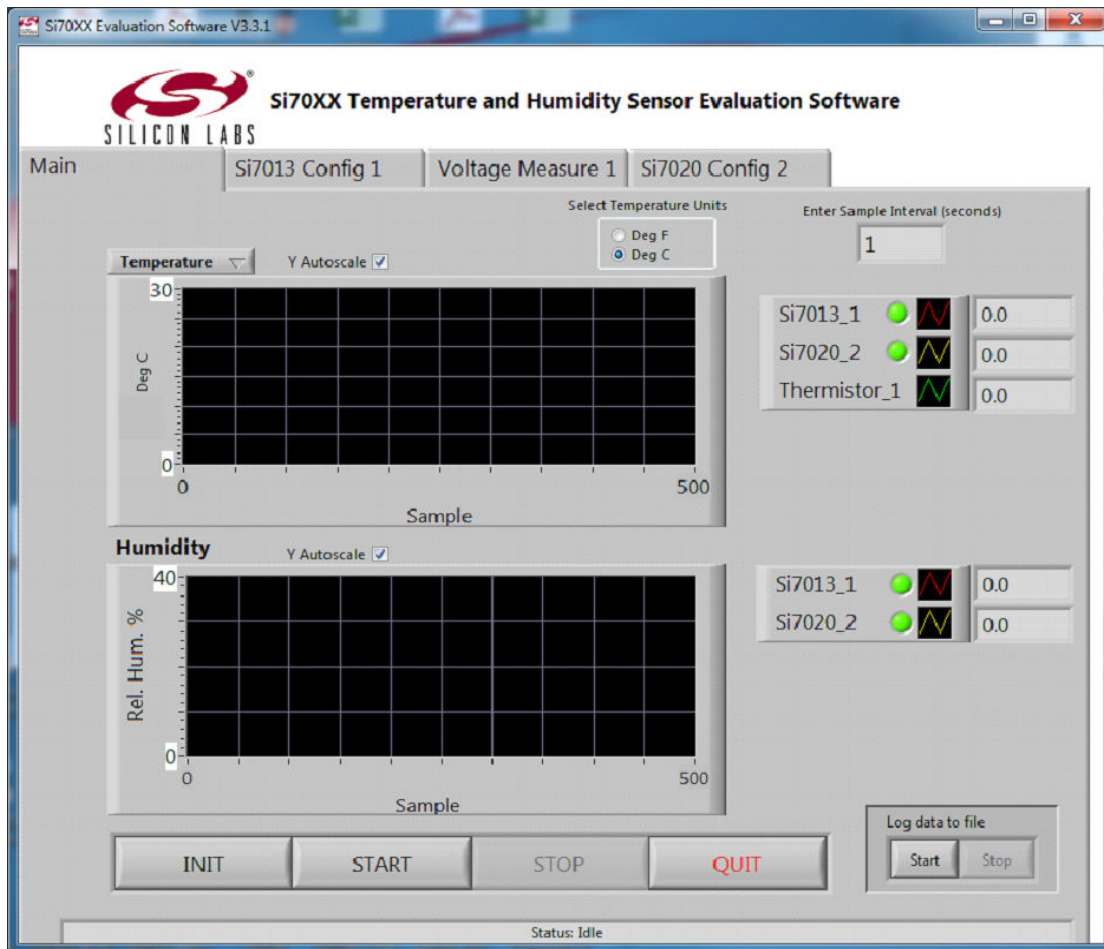 Si70XX Evaluation Software V3.3.1
SILICON LABS
Si70XX Temperature and Humidity Sensor Evaluation Software
Main
Si7013 Config 1
Voltage Measure 1
Si7020 Config 2
Select Temperature Units
Deg F
Deg C
Enter Sample Interval (seconds)
1
Temperature
Y Autoscale
30
Deg C
0
0
500
Sample
Si7013_1
0.0
Si7020_2
0.0
Thermistor_1
0.0
Humidity
Y Autoscale
40
Rel. Hum. %
0
0
500
Sample
Si7013_1
0.0
Si7020_2
0.0
INIT
START
STOP
QUIT
Log data to file
Start
Stop
Status: Idle